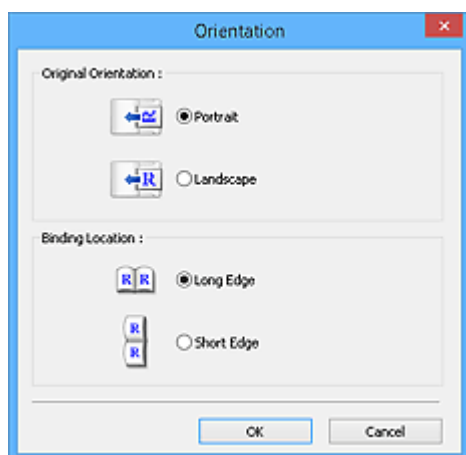 Orientation
Original Orientation :
R Portrait
R Landscape
Binding Location :
R R Long Edge
R
R Short Edge
OK Cancel